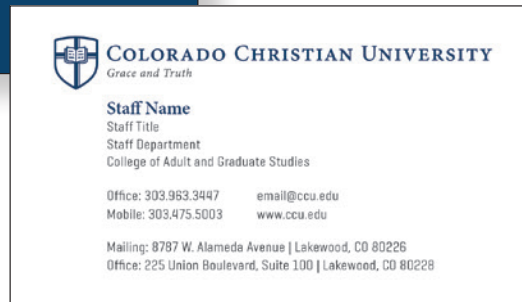 COLORADO CHRISTIAN UNIVERSITY
Grace and Truth
Staff Name
Staff Title
Staff Department
College of Adult and Graduate Studies
Office: 303.963.3447 email@ccu.edu
Mobile: 303.475.5003 www.ccu.edu
Mailing: 8787 W. Alameda Avenue | Lakewood, CO 80226
Office: 225 Union Boulevard, Suite 100 | Lakewood, CO 80228